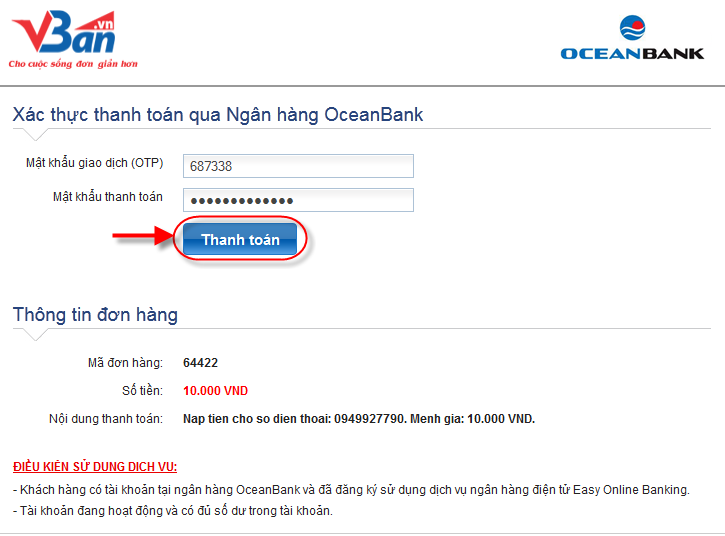 VBan.vn
Cho cuộc sống đơn giản hơn
OCEANBANK
Xác thực thanh toán qua Ngân hàng OceanBank
Mật khẩu giao dịch (OTP) 687338
Mật khẩu thanh toán •••••••••••••
Thanh toán
Thông tin đơn hàng
Mã đơn hàng: 64422
Số tiền: 10.000 VND
Nội dung thanh toán: Nap tien cho so dien thoai: 0949927790. Menh gia: 10.000 VND.
ĐIỀU KIỆN SỬ DỤNG DỊCH VỤ:
- Khách hàng có tài khoản tại ngân hàng OceanBank và đã đăng ký sử dụng dịch vụ ngân hàng điện tử Easy Online Banking.
- Tài khoản đang hoạt động và có đủ số dư trong tài khoản.